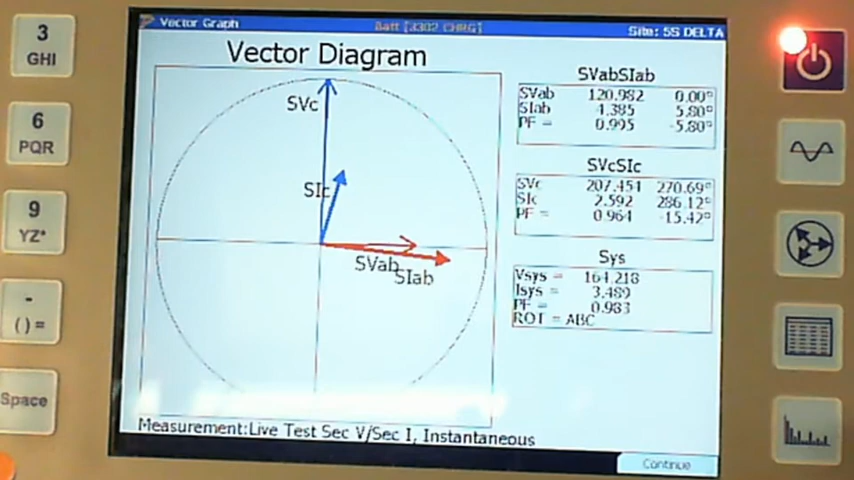 Vector Graph Batt [3302 CHRG] Site: 5S DELTA
Vector Diagram
SVc
SIc
SVab
SIab
SVabSIab
SVab 120.982 0.00°
SIab 4.385 5.80°
PF = 0.995 -5.80°
SVcSIc
SVc 207.451 270.69°
SIc 2.592 286.12°
PF = 0.964 -15.42°
Sys
Vsys = 164.218
Isys = 3.489
PF = 0.983
ROT = ABC
Measurement:Live Test Sec V/Sec I, Instantaneous
Continue
3
GHI
6
PQR
9
YZ*
-
( ) =
Space